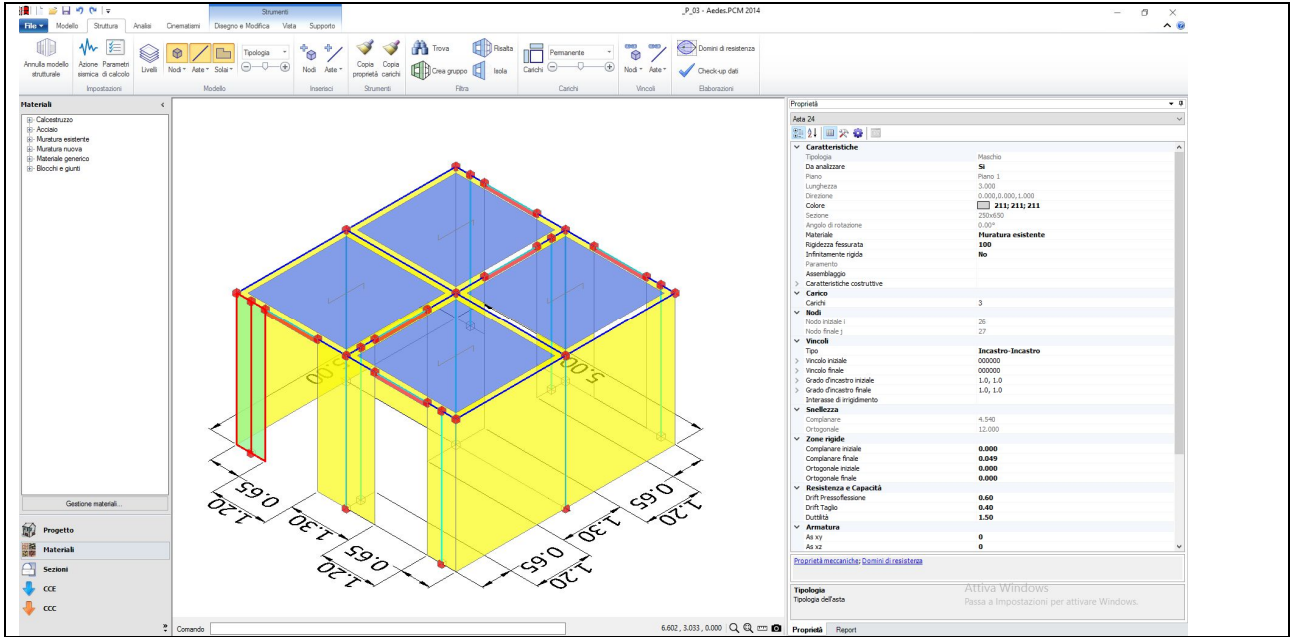 Strumenti
_P_03 - Aedes.PCM 2014
File Modello Struttura Analisi Cinematismi Disegno e Modifica Vista Supporto
Annulla modello strutturale
Azione sismica
Parametri di calcolo
Impostazioni
Livelli
Nodi
Aste
Solai
Tipologia
Modello
Nodi
Aste
Inserisci
Copia proprietà
Copia carichi
Strumenti
Trova
Crea gruppo
Risalta
Isola
Filtra
Carichi
Permanente
Carichi
Nodi
Aste
Vincoli
Domini di resistenza
Check-up dati
Elaborazioni
Materiali
Calcestruzzo
Acciaio
Muratura esistente
Muratura nuova
Materiale generico
Blocchi e giunti
Gestione materiali...
Progetto
Materiali
Sezioni
CCE
CCC
5.00
5.00
0.65
1.20
1.30
0.65
1.20
0.65
1.20
1.30
0.65
1.20
Comando
6.602 , 3.033 , 0.000
Proprietà
Asta 24
Caratteristiche
Tipologia Maschio
Da analizzare Sì
Piano Piano 1
Lunghezza 3.000
Direzione 0.000,0.000,1.000
Colore 211; 211; 211
Sezione 250x650
Angolo di rotazione 0.00°
Materiale Muratura esistente
Rigidezza fessurata 100
Infinitamente rigida No
Paramento
Assemblaggio
Caratteristiche costruttive
Carico
Carichi 3
Nodi
Nodo iniziale i 26
Nodo finale j 27
Vincoli
Tipo Incastro-Incastro
Vincolo iniziale 000000
Vincolo finale 000000
Grado d'incastro iniziale 1.0, 1.0
Grado d'incastro finale 1.0, 1.0
Interasse di irrigidimento
Snellezza
Complanare 4.540
Ortogonale 12.000
Zone rigide
Complanare iniziale 0.000
Complanare finale 0.049
Ortogonale iniziale 0.000
Ortogonale finale 0.000
Resistenza e Capacità
Drift Pressoflessione 0.60
Drift Taglio 0.40
Duttilità 1.50
Armatura
As xy 0
As xz 0
Proprietà meccaniche; Domini di resistenza
Tipologia
Tipologia dell'asta
Attiva Windows
Passa a Impostazioni per attivare Windows.
Proprietà Report